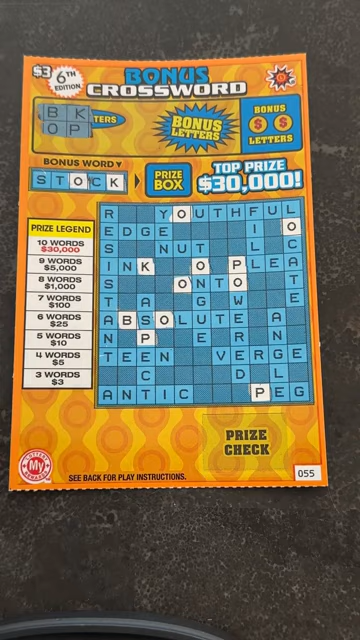 $3
6TH
EDITION
BONUS
CROSSWORD
B K
O P
TERS
BONUS
LETTERS
BONUS
$ $
LETTERS
BONUS WORD▼
S T O C K
PRIZE
BOX
TOP PRIZE
$30,000!
PRIZE LEGEND
10 WORDS
$30,000
9 WORDS
$5,000
8 WORDS
$1,000
7 WORDS
$100
6 WORDS
$25
5 WORDS
$10
4 WORDS
$5
3 WORDS
$3
R Y O U T H F U L
E D G E I O
S N U T L C
I N K O P L E A
S O N T O T
T A G W E
A B S O L U T E A
N P E R N
T E E N V E R G E
C D L
A N T I C P E G
PRIZE
CHECK
My
SEE BACK FOR PLAY INSTRUCTIONS.
055